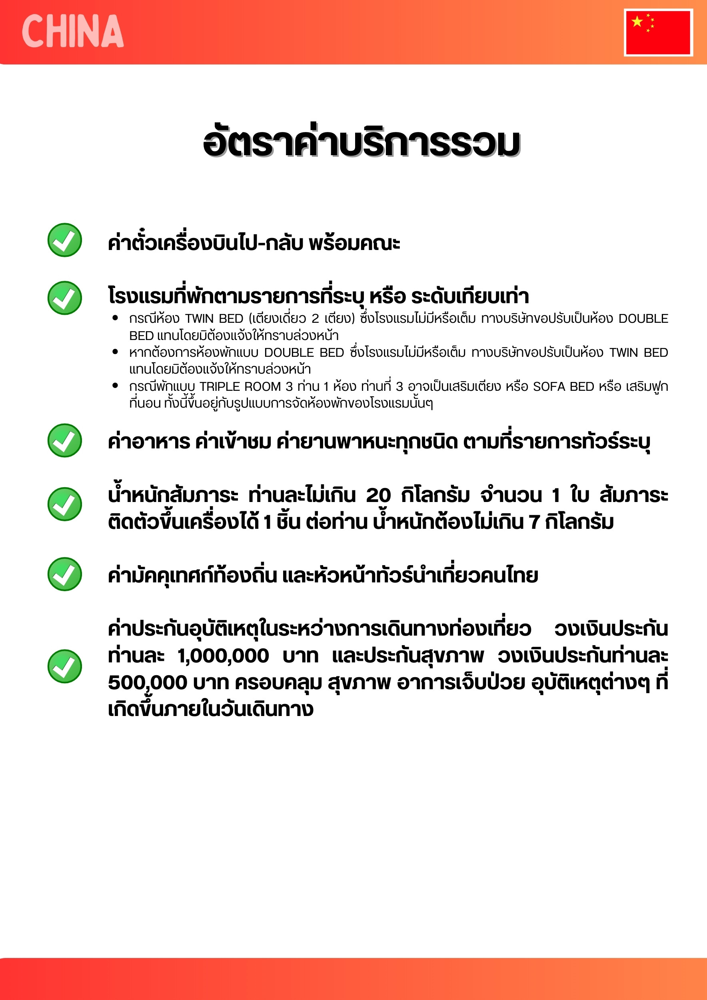 CHINA
อัตราค่าบริการรวม
ค่าตั๋วเครื่องบินไป-กลับ พร้อมคณะ
โรงแรมที่พักตามรายการที่ระบุ หรือ ระดับเทียบเท่า
• กรณีห้อง TWIN BED (เตียงเดี่ยว 2 เตียง) ซึ่งโรงแรมไม่มีหรือเต็ม ทางบริษัทขอปรับเป็นห้อง DOUBLE
BED แทนโดยมิต้องแจ้งให้ทราบล่วงหน้า
• หากต้องการห้องพักแบบ DOUBLE BED ซึ่งโรงแรมไม่มีหรือเต็ม ทางบริษัทขอปรับเป็นห้อง TWIN BED
แทนโดยมิต้องแจ้งให้ทราบล่วงหน้า
• กรณีพักแบบ TRIPLE ROOM 3 ท่าน 1 ห้อง ท่านที่ 3 อาจเป็นเสริมเตียง หรือ SOFA BED หรือ เสริมฟูก
ที่นอน ทั้งนี้ขึ้นอยู่กับรูปแบบการจัดห้องพักของโรงแรมนั้นๆ
ค่าอาหาร ค่าเข้าชม ค่ายานพาหนะทุกชนิด ตามที่รายการทัวร์ระบุ
น้ำหนักสัมภาระ ท่านละไม่เกิน 20 กิโลกรัม จำนวน 1 ใบ สัมภาระ
ติดตัวขึ้นเครื่องได้ 1 ชิ้น ต่อท่าน น้ำหนักต้องไม่เกิน 7 กิโลกรัม
ค่ามัคคุเทศก์ท้องถิ่น และหัวหน้าทัวร์นำเที่ยวคนไทย
ค่าประกันอุบัติเหตุในระหว่างการเดินทางท่องเที่ยว วงเงินประกัน
ท่านละ 1,000,000 บาท และประกันสุขภาพ วงเงินประกันท่านละ
500,000 บาท ครอบคลุม สุขภาพ อาการเจ็บป่วย อุบัติเหตุต่างๆ ที่
เกิดขึ้นภายในวันเดินทาง